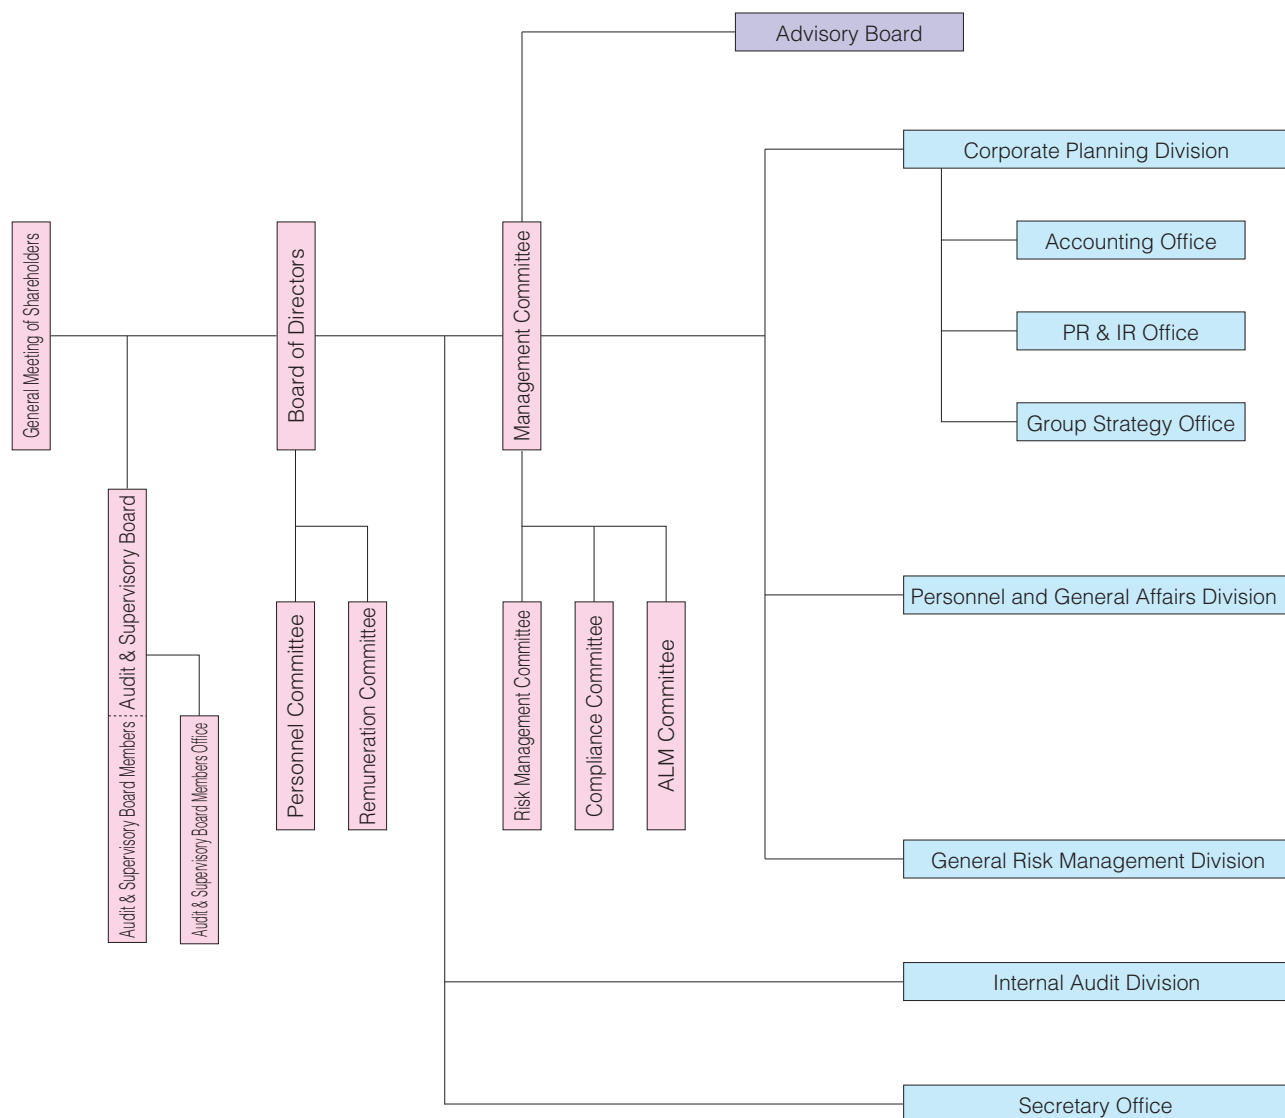 Advisory Board
Corporate Planning Division
Accounting Office
PR & IR Office
Group Strategy Office
General Meeting of Shareholders
Board of Directors
Management Committee
Audit & Supervisory Board
Audit & Supervisory Board Members
Audit & Supervisory Board Members Office
Personnel Committee
Remuneration Committee
Risk Management Committee
Compliance Committee
ALM Committee
Personnel and General Affairs Division
General Risk Management Division
Internal Audit Division
Secretary Office